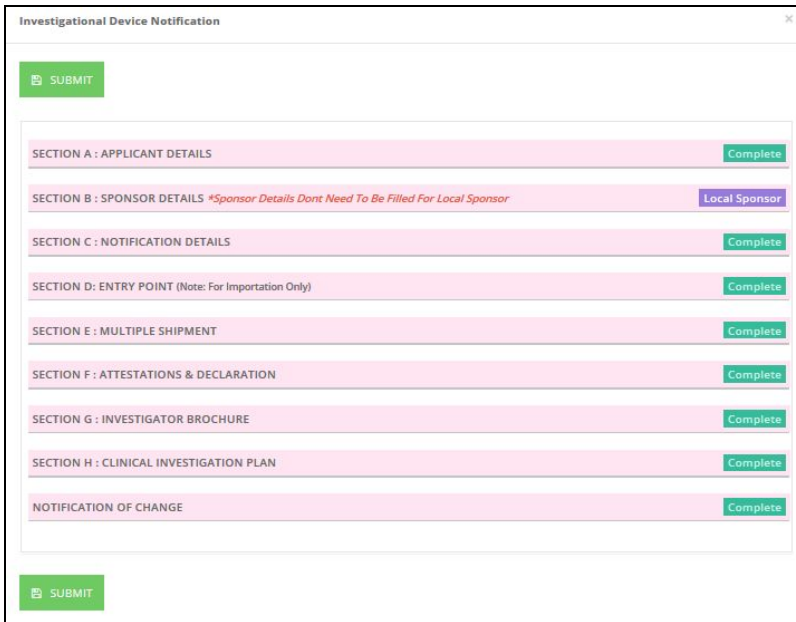 Investigational Device Notification ×
SUBMIT
SECTION A : APPLICANT DETAILS Complete
SECTION B : SPONSOR DETAILS *Sponsor Details Dont Need To Be Filled For Local Sponsor Local Sponsor
SECTION C : NOTIFICATION DETAILS Complete
SECTION D: ENTRY POINT (Note: For Importation Only) Complete
SECTION E : MULTIPLE SHIPMENT Complete
SECTION F : ATTESTATIONS & DECLARATION Complete
SECTION G : INVESTIGATOR BROCHURE Complete
SECTION H : CLINICAL INVESTIGATION PLAN Complete
NOTIFICATION OF CHANGE Complete
SUBMIT